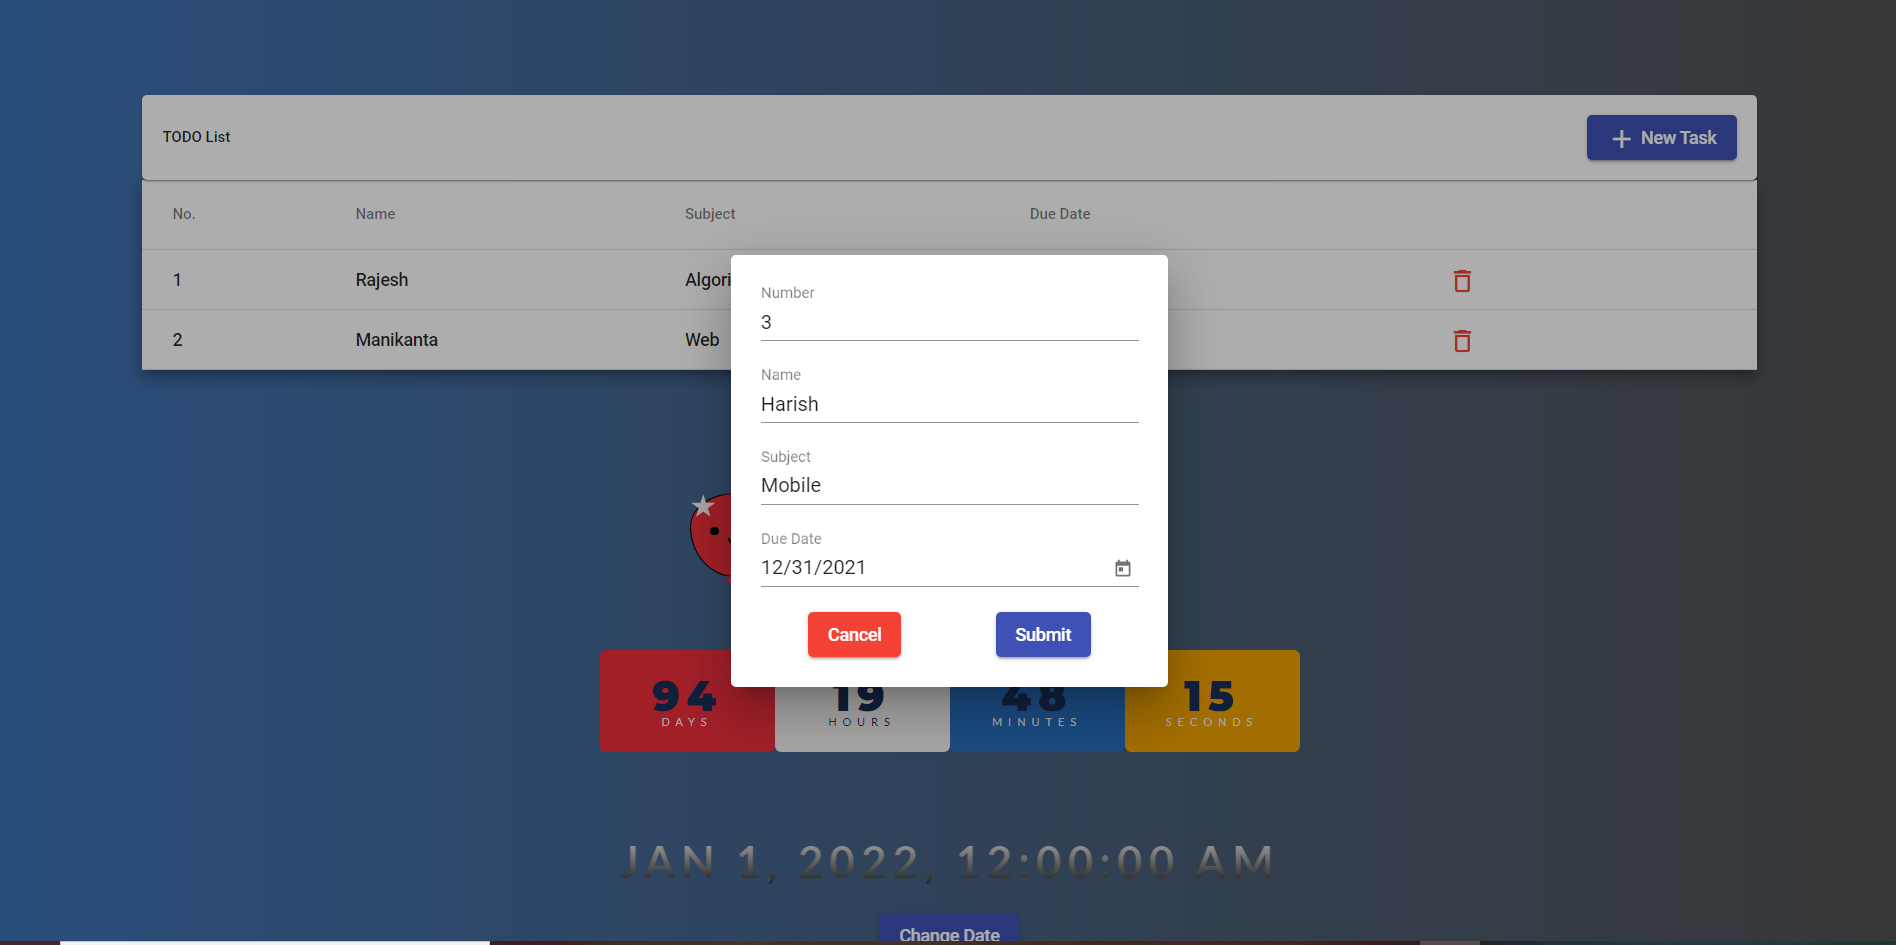 TODO List
New Task
No. Name Subject Due Date
1 Rajesh
2 Manikanta Web
Number
3
Name
Harish
Subject
Mobile
Due Date
12/31/2021
Cancel Submit
94 19 48 15
DAYS HOURS MINUTES SECONDS
JAN 1, 2022, 12:00:00 AM
Change Date